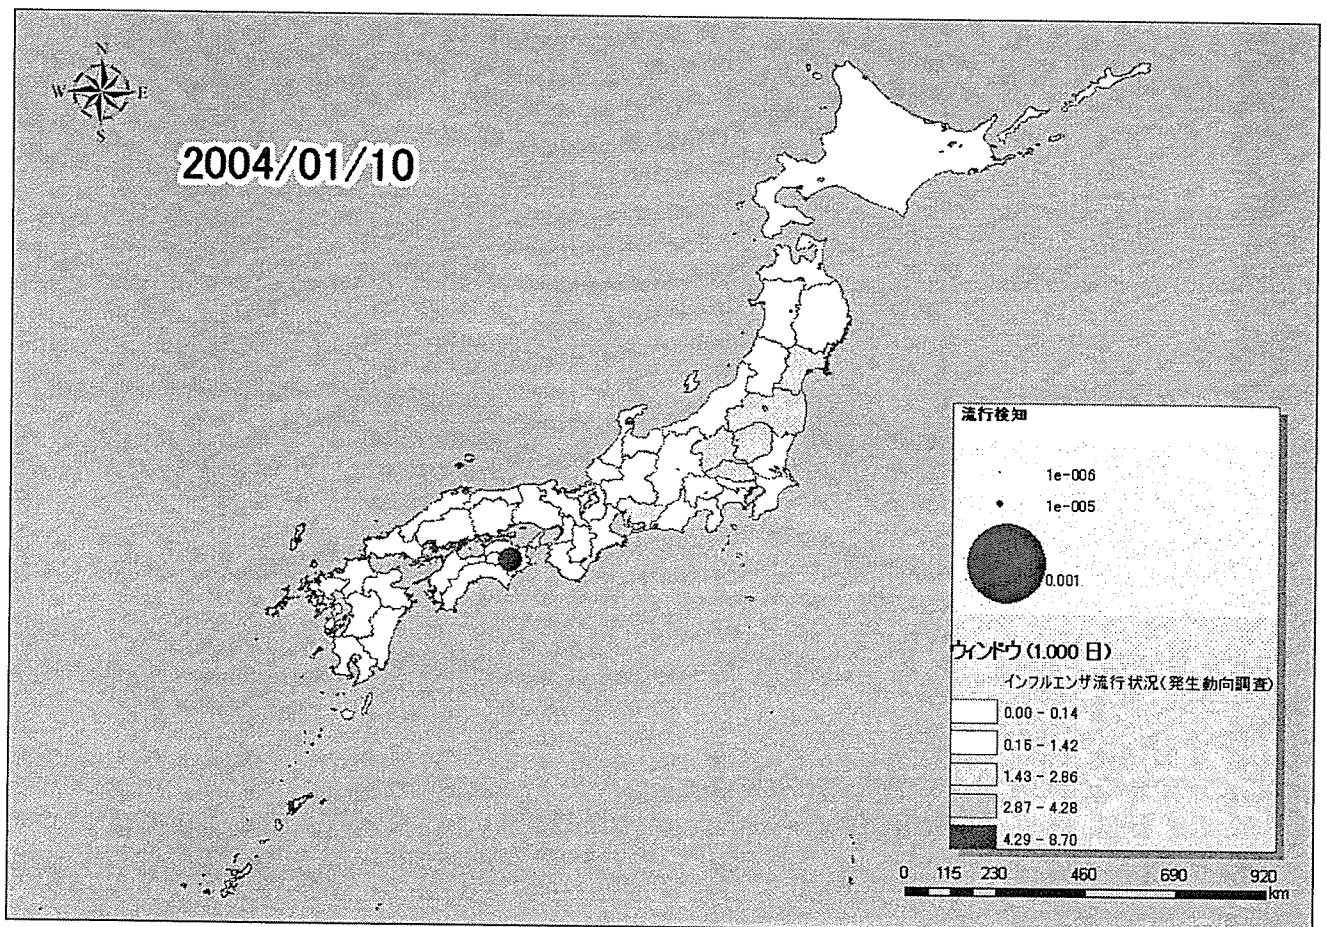 N
W E
S
2004/01/10
流行検知
1e-006
1e-005
0.001
ウィンドウ (1.000 日)
インフルエンザ流行状況(発生動向調査)
0.00 - 0.14
0.15 - 1.42
1.43 - 2.86
2.87 - 4.28
4.29 - 8.70
0 115 230 460 690 920
km